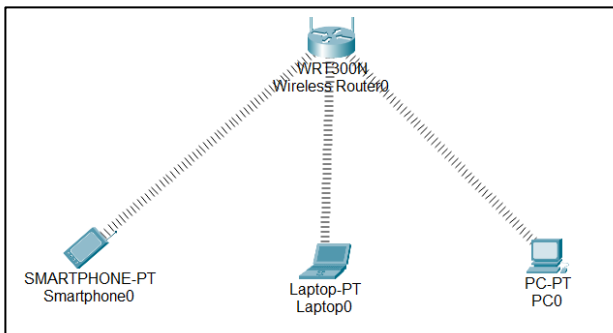 WRT300N
Wireless Router0
SMARTPHONE-PT
Smartphone0
Laptop-PT
Laptop0
PC-PT
PC0